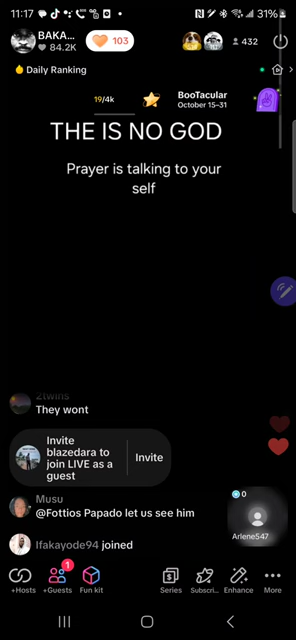 11:17 31%
BAKA... 103
84.2K 432
Daily Ranking
19/4k BooTacular
October 15–31
THE IS NO GOD
Prayer is talking to your
self
2twins
They wont
Invite
blazedara to
join LIVE as a
guest
Invite
Musu
@Fottios Papado let us see him
0
Arlene547
Ifakayode94 joined
1
+Hosts +Guests Fun kit Series Subscri... Enhance More